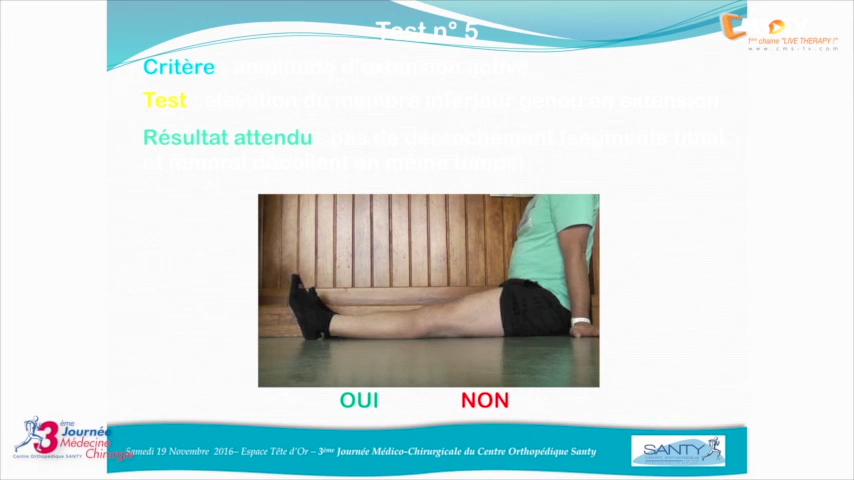 Test n° 5
1ère chaine "LIVE THERAPY !"
www.cms-tv.com
Critère : amplitude d'extension active
Test : élévation du membre inférieur genou en extension
Résultat attendu : pas de décrochement (segments tibial
et fémoral décollent en même temps).
OUI NON
3ème Journée
Médecine
Chirurgie
Centre Orthopédique SANTY
Samedi 19 Novembre 2016– Espace Tête d'Or – 3ème Journée Médico-Chirurgicale du Centre Orthopédique Santy
SANTY